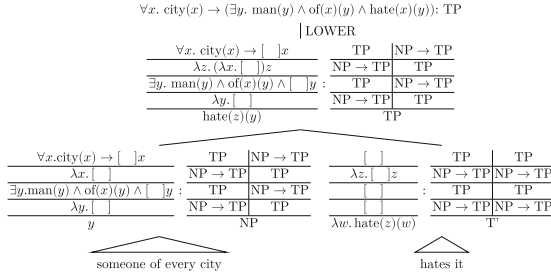 ∀x. city(x) → (∃y. man(y) ∧ of(x)(y) ∧ hate(x)(y)): TP
LOWER
∀x. city(x) → [ ]x TP NP → TP
λz. (λx. [ ])z NP → TP TP
∃y. man(y) ∧ of(x)(y) ∧ [ ]y : TP NP → TP
λy. [ ] NP → TP TP
hate(z)(y) TP
∀x.city(x) → [ ]x TP NP → TP [ ] TP TP
λx. [ ] NP → TP TP λz. [ ]z NP → TP NP → TP
∃y.man(y) ∧ of(x)(y) ∧ [ ]y : TP NP → TP [ ] : TP TP
λy. [ ] NP → TP TP [ ] NP → TP NP → TP
y NP λw. hate(z)(w) T'
someone of every city hates it